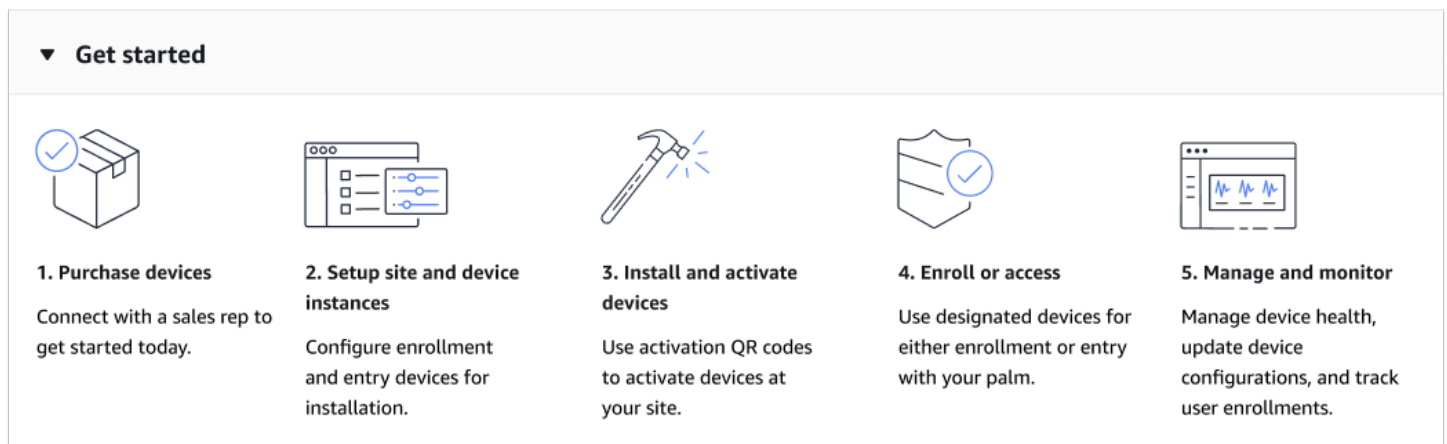 Get started
1. Purchase devices
Connect with a sales rep to
get started today.
2. Setup site and device
instances
Configure enrollment
and entry devices for
installation.
3. Install and activate
devices
Use activation QR codes
to activate devices at
your site.
4. Enroll or access
Use designated devices for
either enrollment or entry
with your palm.
5. Manage and monitor
Manage device health,
update device
configurations, and track
user enrollments.